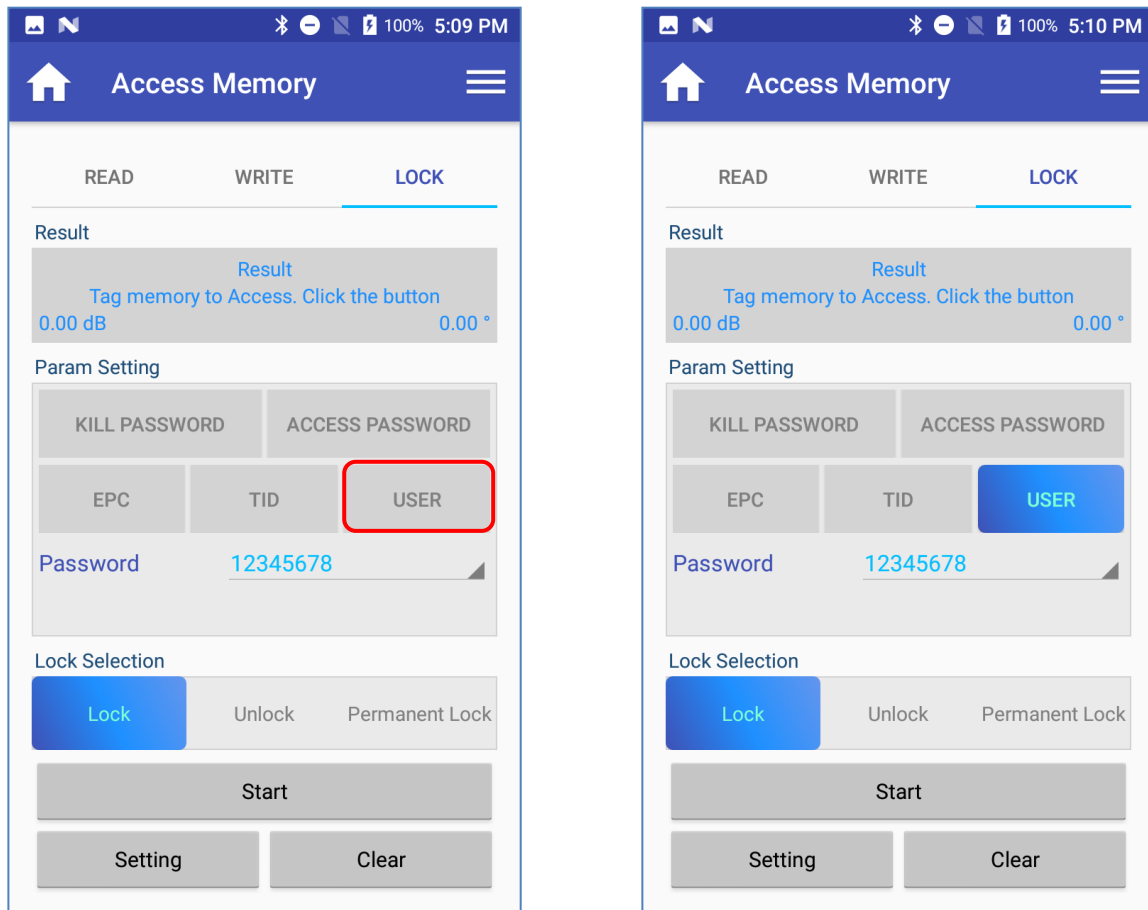 100% 5:09 PM
Access Memory
READ WRITE LOCK
Result
Result
Tag memory to Access. Click the button
0.00 dB 0.00 °
Param Setting
KILL PASSWORD ACCESS PASSWORD
EPC TID USER
Password 12345678
Lock Selection
Lock Unlock Permanent Lock
Start
Setting Clear
100% 5:10 PM
Access Memory
READ WRITE LOCK
Result
Result
Tag memory to Access. Click the button
0.00 dB 0.00 °
Param Setting
KILL PASSWORD ACCESS PASSWORD
EPC TID USER
Password 12345678
Lock Selection
Lock Unlock Permanent Lock
Start
Setting Clear